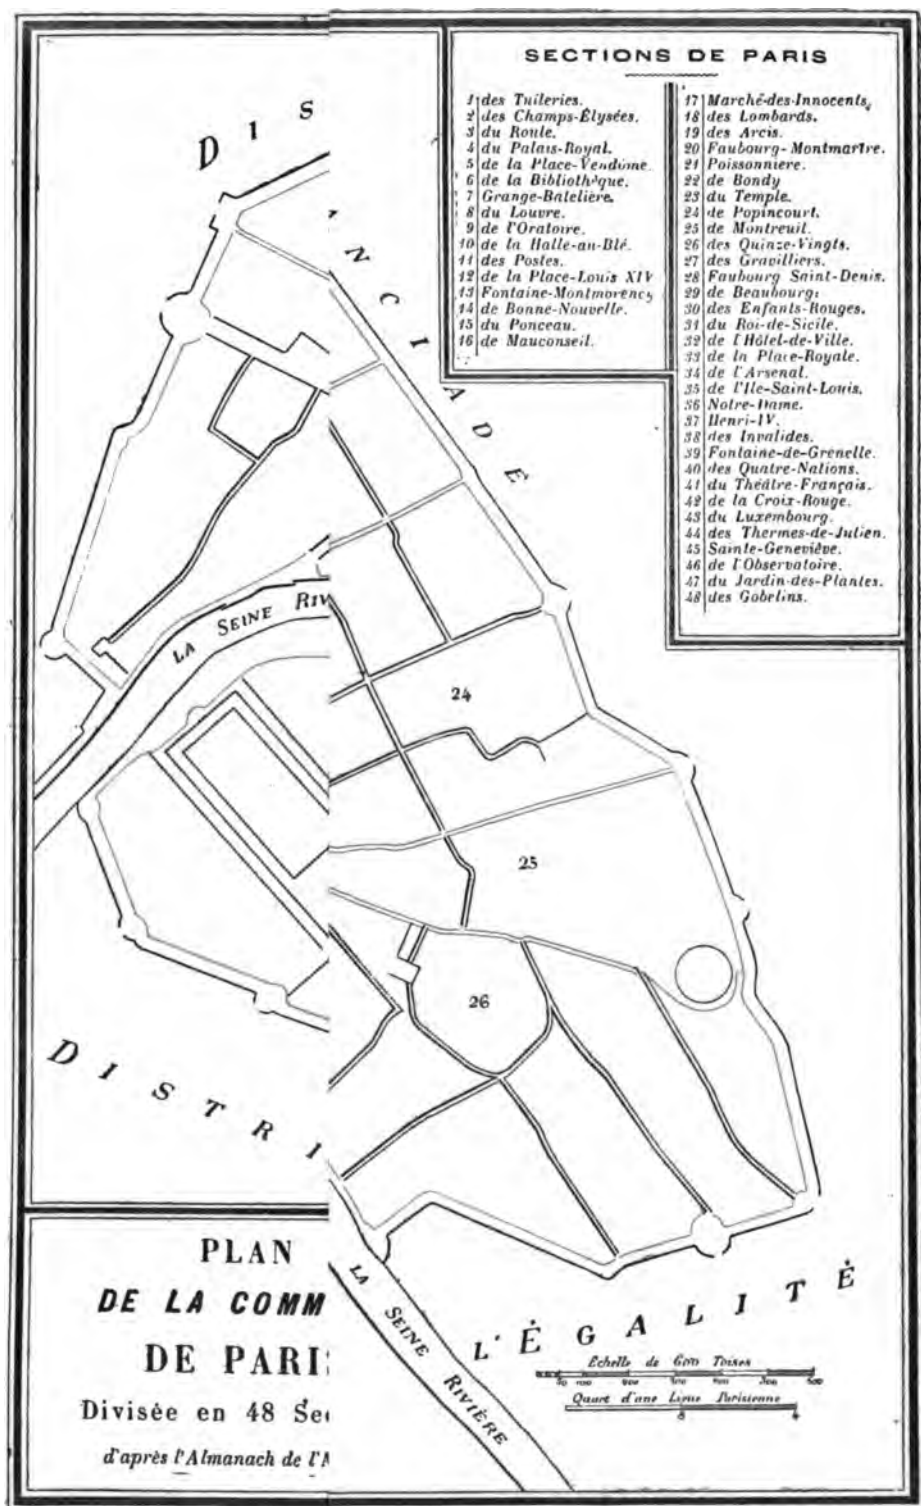 SECTIONS DE PARIS
1 des Tuileries.
2 des Champs-Élysées.
3 du Roule.
4 du Palais-Royal.
5 de la Place-Vendôme.
6 de la Bibliothèque.
7 Grange-Batelière.
8 du Louvre.
9 de l'Oratoire.
10 de la Halle-au-Blé.
11 des Postes.
12 de la Place-Louis XIV
13 Fontaine-Montmorency
14 de Bonne-Nouvelle.
15 du Ponceau.
16 de Mauconseil.
17 Marché-des-Innocents.
18 des Lombards.
19 des Arcis.
20 Faubourg-Montmartre.
21 Poissonnière.
22 de Bondy
23 du Temple.
24 de Popincourt.
25 de Montreuil.
26 des Quinze-Vingts.
27 des Gravilliers.
28 Faubourg Saint-Denis.
29 de Beaubourg.
30 des Enfants-Rouges.
31 du Roi-de-Sicile.
32 de l'Hôtel-de-Ville.
33 de la Place-Royale.
34 de l'Arsenal.
35 de l'Ile-Saint-Louis.
36 Notre-Dame.
37 Henri-IV.
38 des Invalides.
39 Fontaine-de-Grenelle.
40 des Quatre-Nations.
41 du Théâtre-Français.
42 de la Croix-Rouge.
43 du Luxembourg.
44 des Thermes-de-Julien.
45 Sainte-Geneviève.
46 de l'Observatoire.
47 du Jardin-des-Plantes.
48 des Gobelins.
DIS
NCIADE
LA SEINE RIV
24
25
26
DISTRI
PLAN
DE LA COMM
DE PARI
Divisée en 48 Se
d'après l'Almanach de l'
LA SEINE RIVIÈRE
L'ÉGALITÉ
Échelle de 600 Toises
Quart d'une Ligne Parisienne